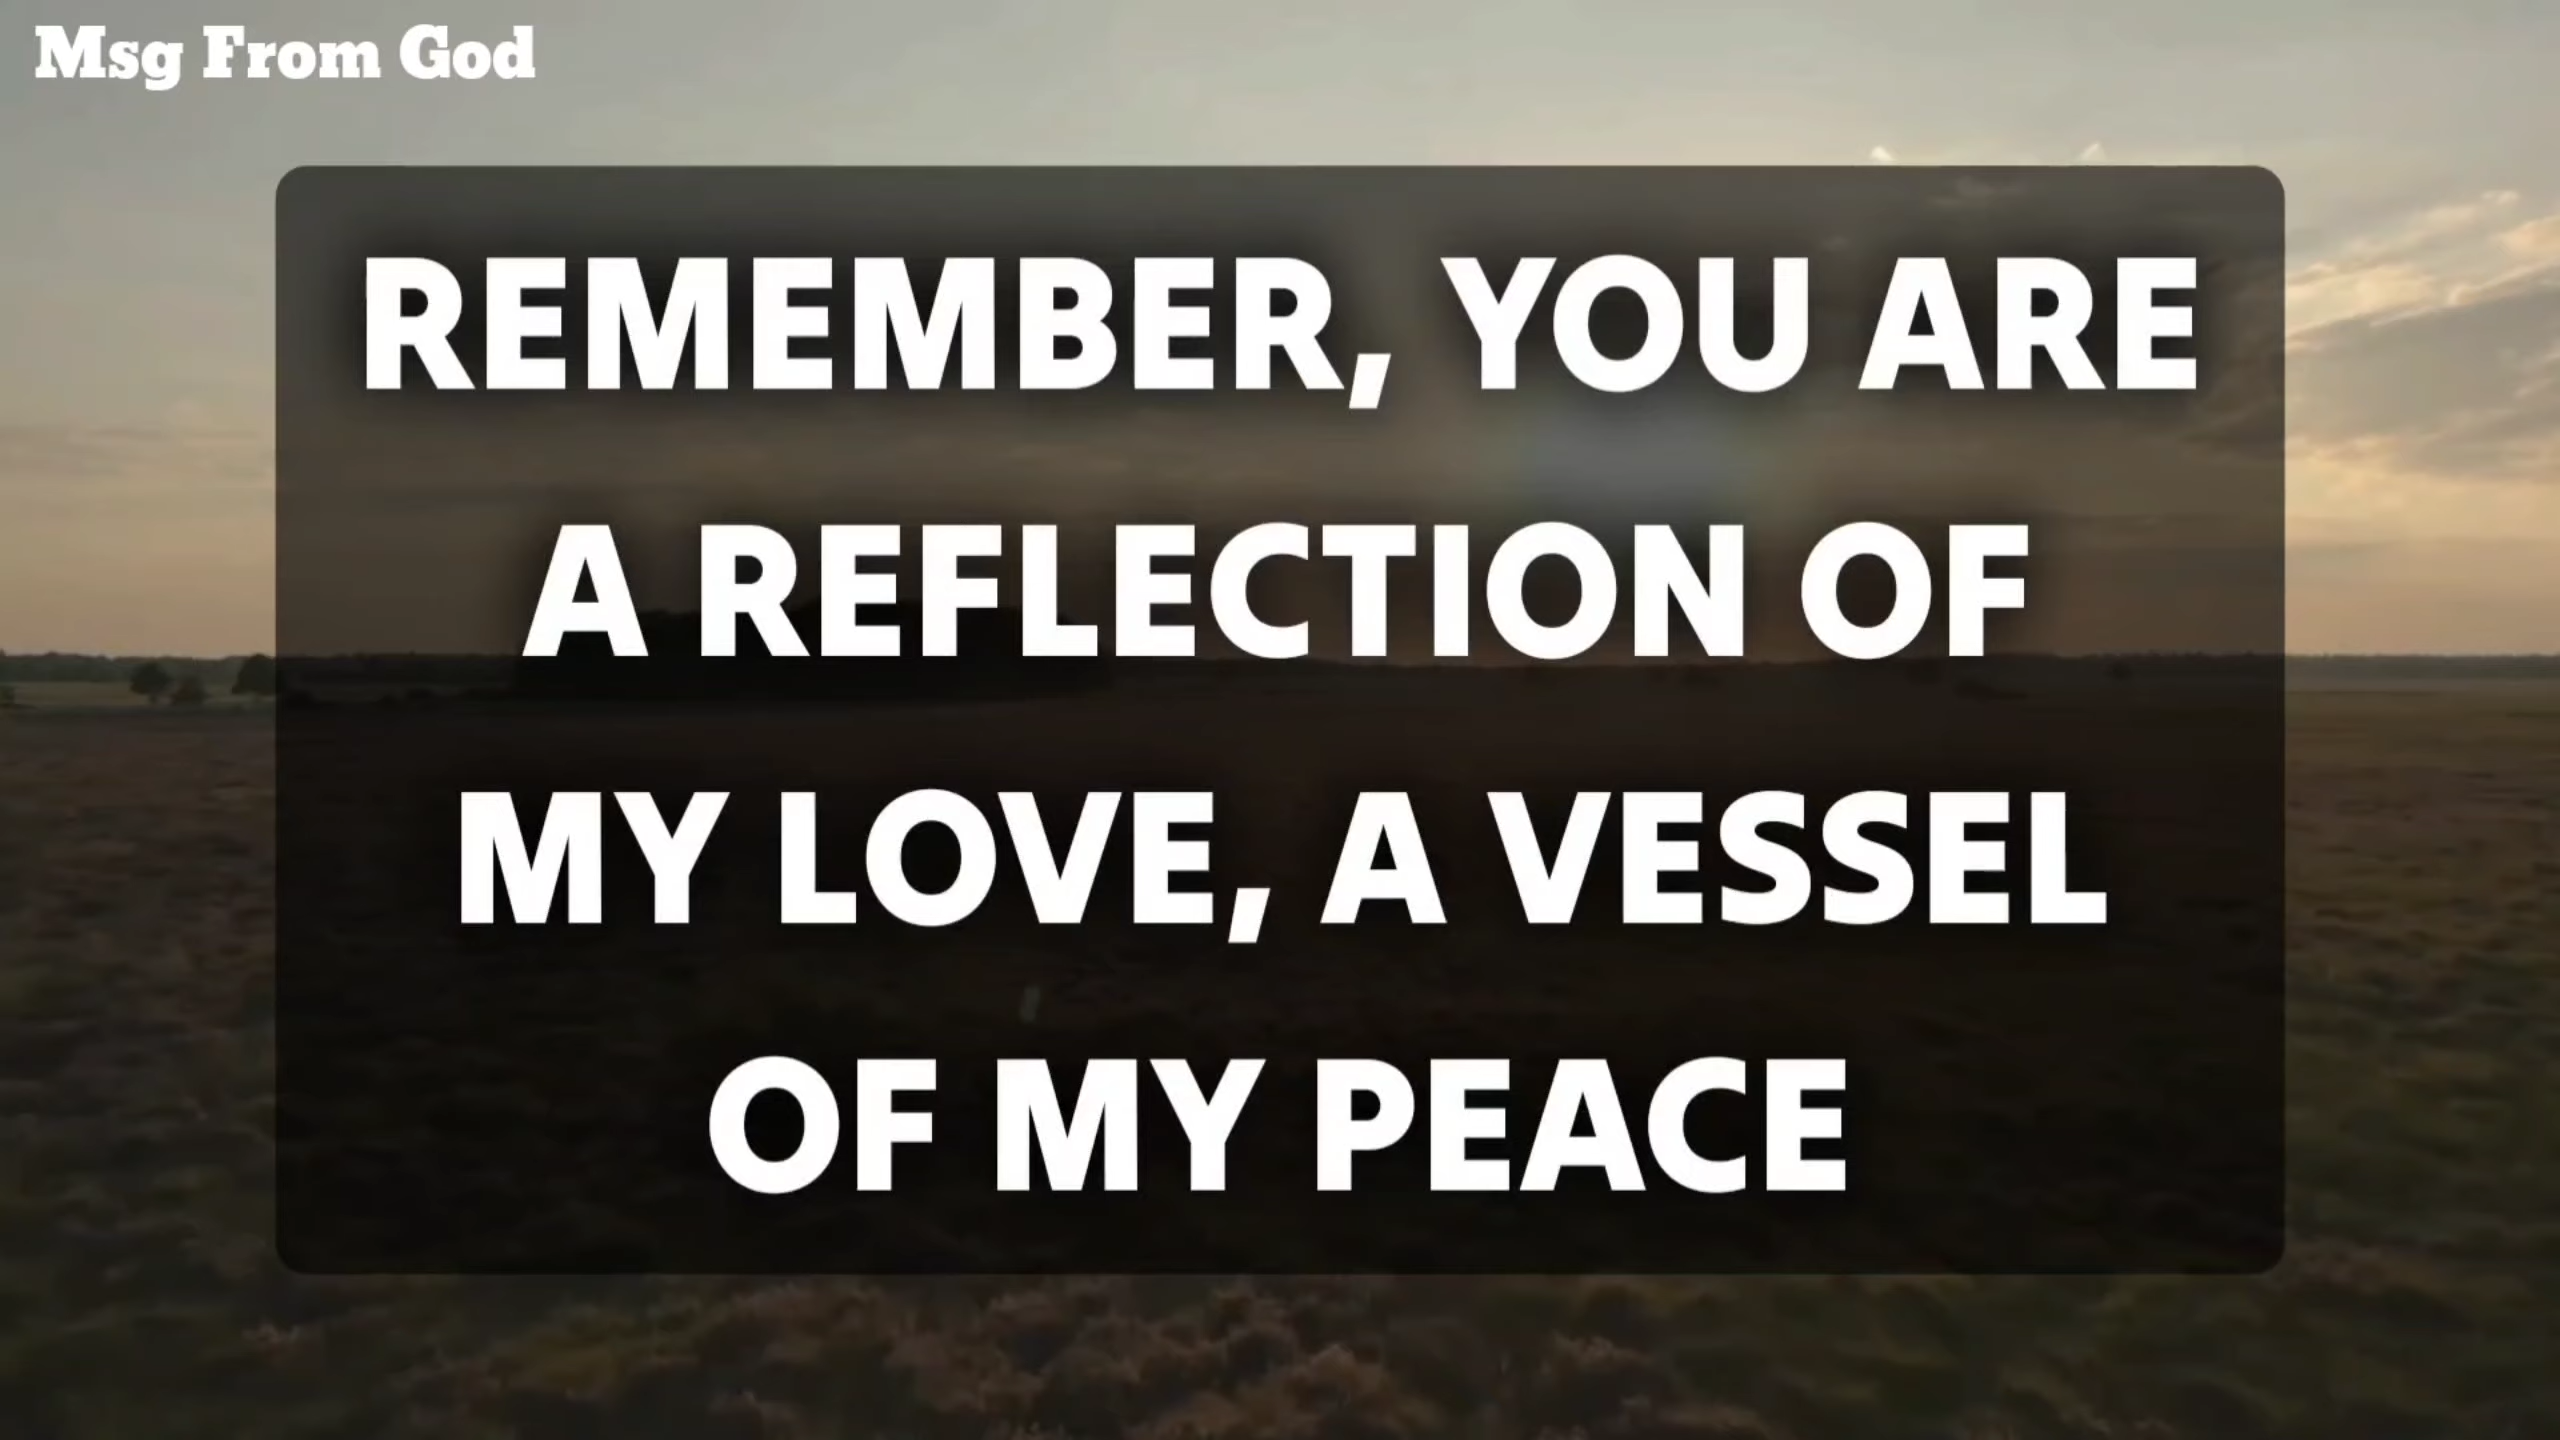 Msg From God
REMEMBER, YOU ARE
A REFLECTION OF
MY LOVE, A VESSEL
OF MY PEACE